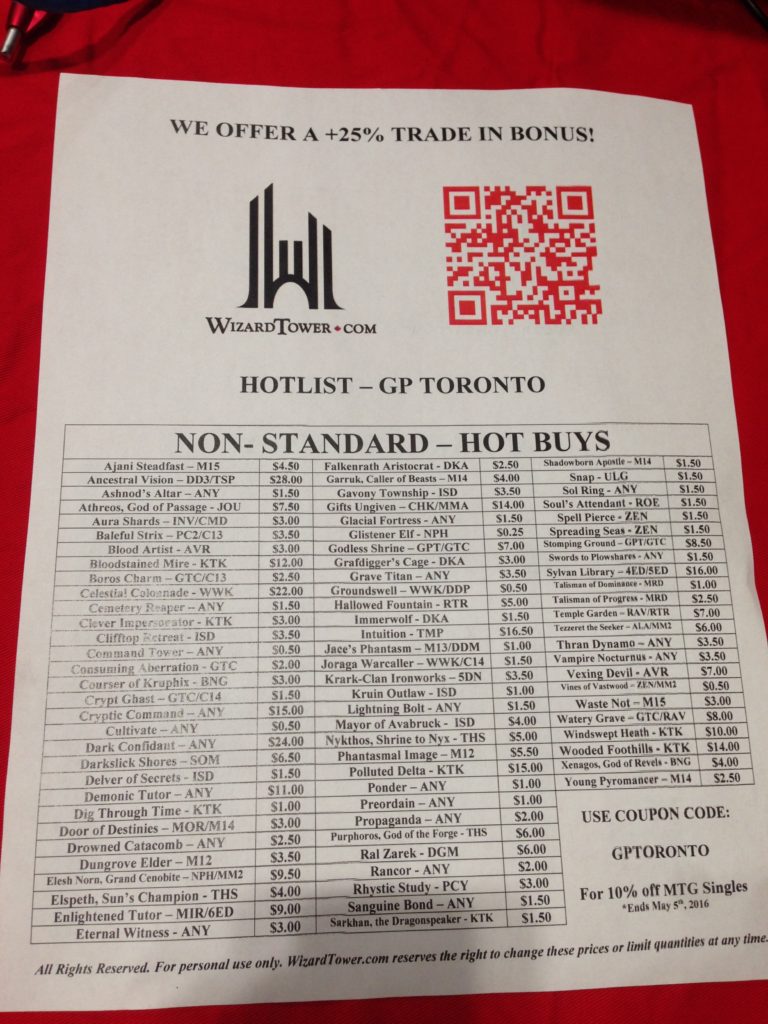 WE OFFER A +25% TRADE IN BONUS!
WIZARDTOWER.COM
HOTLIST – GP TORONTO
NON- STANDARD – HOT BUYS
Ajani Steadfast – M15 $4.50
Ancestral Vision – DD3/TSP $28.00
Ashnod's Altar – ANY $1.50
Athreos, God of Passage - JOU $7.50
Aura Shards – INV/CMD $3.00
Baleful Strix – PC2/C13 $3.50
Blood Artist – AVR $3.00
Bloodstained Mire - KTK $12.00
Boros Charm – GTC/C13 $2.50
Celestial Colonnade - WWK $22.00
Cemetery Reaper – ANY $1.50
Clever Impersonator – KTK $3.00
Clifftop Retreat - ISD $3.50
Command Tower – ANY $0.50
Consuming Aberration - GTC $2.00
Courser of Kruphix - BNG $3.00
Crypt Ghast – GTC/C14 $1.50
Cryptic Command – ANY $15.00
Cultivate – ANY $0.50
Dark Confidant – ANY $24.00
Darkslick Shores – SOM $6.50
Delver of Secrets - ISD $1.50
Demonic Tutor – ANY $11.00
Dig Through Time - KTK $1.00
Door of Destinies – MOR/M14 $3.00
Drowned Catacomb – ANY $2.50
Dungrove Elder – M12 $3.50
Elesh Norn, Grand Cenobite – NPH/MM2 $9.50
Elspeth, Sun's Champion - THS $4.00
Enlightened Tutor – MIR/6ED $9.00
Eternal Witness - ANY $3.00
Falkenrath Aristocrat - DKA $2.50
Garruk, Caller of Beasts – M14 $4.00
Gavony Township - ISD $3.50
Gifts Ungiven – CHK/MMA $14.00
Glacial Fortress – ANY $1.50
Glistener Elf - NPH $0.25
Godless Shrine – GPT/GTC $7.00
Grafdigger's Cage - DKA $3.00
Grave Titan – ANY $3.50
Groundswell – WWK/DDP $0.50
Hallowed Fountain - RTR $5.00
Immerwolf - DKA $1.50
Intuition - TMP $16.50
Jace's Phantasm – M13/DDM $1.00
Joraga Warcaller – WWK/C14 $1.50
Krark-Clan Ironworks – 5DN $3.50
Kruin Outlaw – ISD $1.00
Lightning Bolt – ANY $1.50
Mayor of Avabruck - ISD $4.00
Nykthos, Shrine to Nyx - THS $5.00
Phantasmal Image – M12 $5.50
Polluted Delta - KTK $15.00
Ponder – ANY $1.00
Preordain – ANY $1.00
Propaganda – ANY $2.00
Purphoros, God of the Forge - THS $6.00
Ral Zarek - DGM $6.00
Rancor - ANY $2.00
Rhystic Study - PCY $3.00
Sanguine Bond – ANY $1.50
Sarkhan, the Dragonspeaker - KTK $1.50
Shadowborn Apostle – M14 $1.50
Snap - ULG $1.50
Sol Ring - ANY $1.50
Soul's Attendant - ROE $1.50
Spell Pierce - ZEN $1.50
Spreading Seas - ZEN $1.50
Stomping Ground – GPT/GTC $8.50
Swords to Plowshares – ANY $1.50
Sylvan Library – 4ED/5ED $16.00
Talisman of Dominance - MRD $1.00
Talisman of Progress - MRD $2.50
Temple Garden – RAV/RTR $7.00
Tezzeret the Seeker – ALA/MM2 $6.00
Thran Dynamo – ANY $3.50
Vampire Nocturnus - ANY $3.50
Vexing Devil - AVR $7.00
Vines of Vastwood – ZEN/MM2 $0.50
Waste Not – M15 $3.00
Watery Grave – GTC/RAV $8.00
Windswept Heath - KTK $10.00
Wooded Foothills - KTK $14.00
Xenagos, God of Revels - BNG $4.00
Young Pyromancer – M14 $2.50
USE COUPON CODE:
GPTORONTO
For 10% off MTG Singles
*Ends May 5th, 2016
All Rights Reserved. For personal use only. WizardTower.com reserves the right to change these prices or limit quantities at any time.